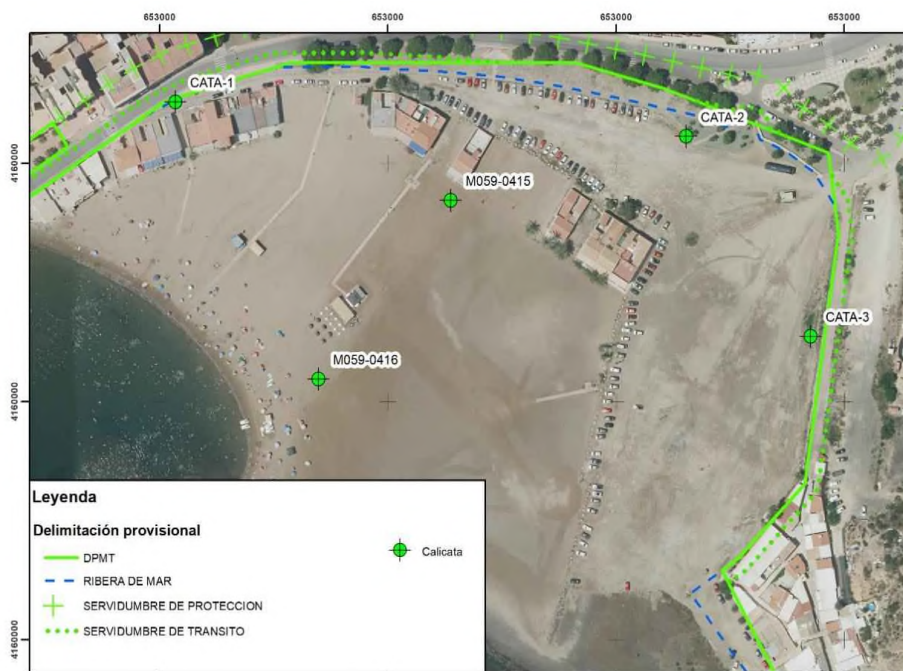 653000 653000 653000 653000
CATA-1
CATA-2
4160000
M059-0415
CATA-3
M059-0416
4160000
Leyenda
Delimitación provisional
DPMT
Calicata
RIBERA DE MAR
SERVIDUMBRE DE PROTECCION
SERVIDUMBRE DE TRANSITO
4160000